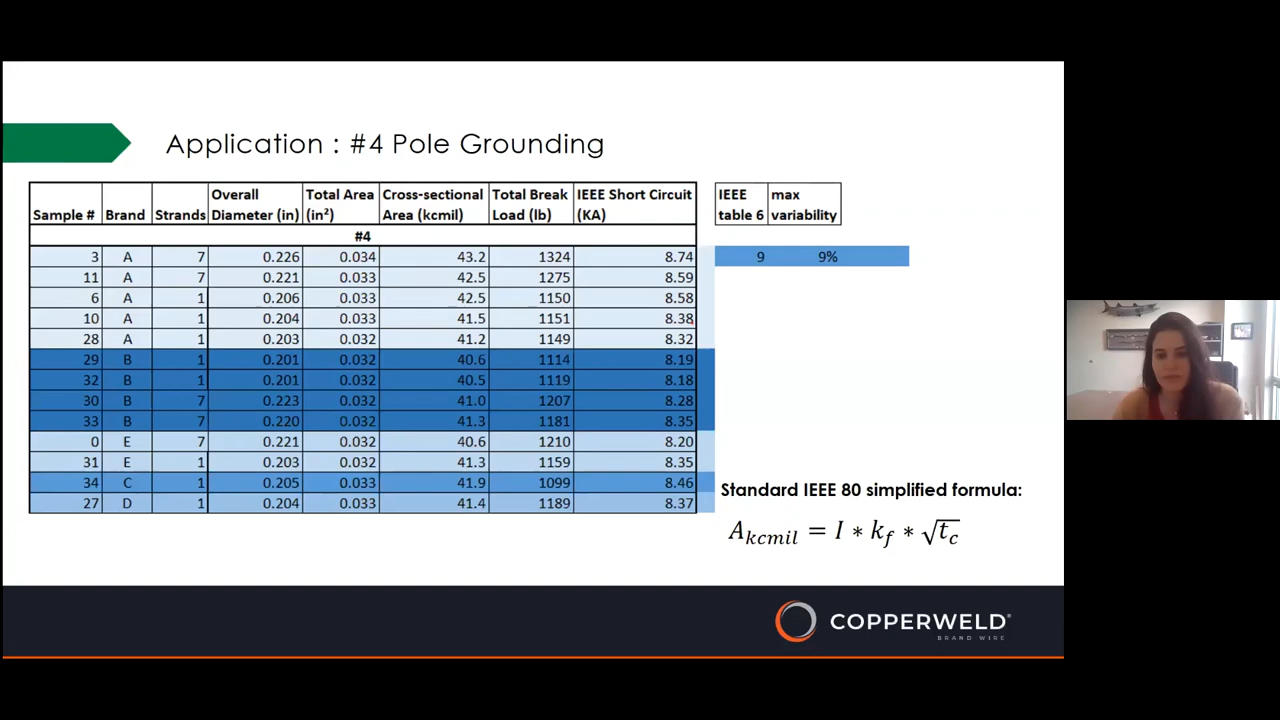 Application : #4 Pole Grounding
Sample # Brand Strands Overall Diameter (in) Total Area (in²) Cross-sectional Area (kcmil) Total Break Load (lb) IEEE Short Circuit (KA)
#4
3 A 7 0.226 0.034 43.2 1324 8.74
11 A 7 0.221 0.033 42.5 1275 8.59
6 A 1 0.206 0.033 42.5 1150 8.58
10 A 1 0.204 0.033 41.5 1151 8.38
28 A 1 0.203 0.032 41.2 1149 8.32
29 B 1 0.201 0.032 40.6 1114 8.19
32 B 1 0.201 0.032 40.5 1119 8.18
30 B 7 0.223 0.032 41.0 1207 8.28
33 B 7 0.220 0.032 41.3 1181 8.35
0 E 7 0.221 0.032 40.6 1210 8.20
31 E 1 0.203 0.032 41.3 1159 8.35
34 C 1 0.205 0.033 41.9 1099 8.46
27 D 1 0.204 0.033 41.4 1189 8.37
IEEE table 6 max variability
9 9%
Standard IEEE 80 simplified formula:
A_kcmil = I * k_f * √t_c
COPPERWELD®
BRAND WIRE